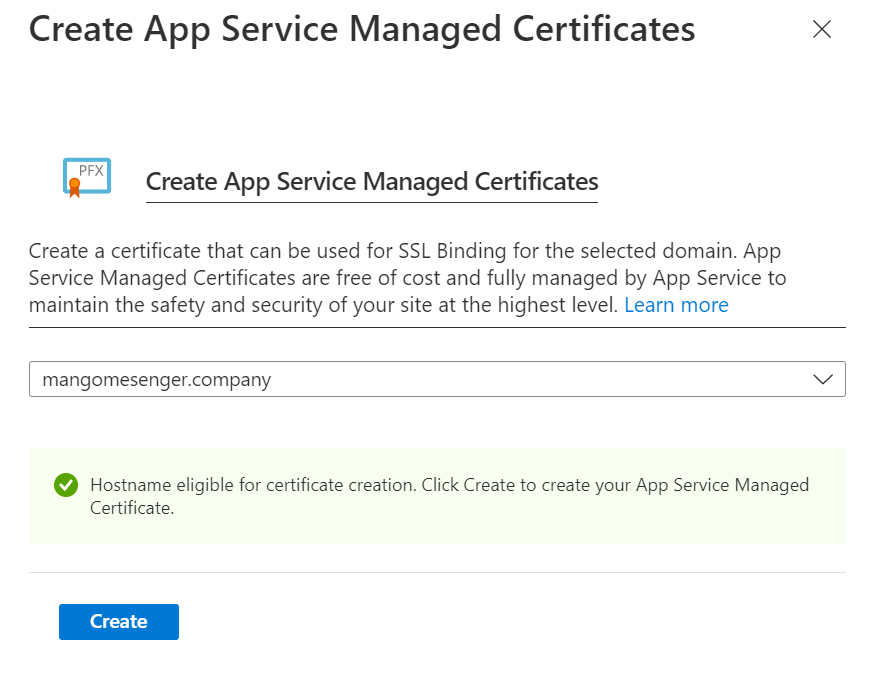 Create App Service Managed Certificates
PFX
Create App Service Managed Certificates
Create a certificate that can be used for SSL Binding for the selected domain. App
Service Managed Certificates are free of cost and fully managed by App Service to
maintain the safety and security of your site at the highest level. Learn more
mangomesenger.company
Hostname eligible for certificate creation. Click Create to create your App Service Managed
Certificate.
Create